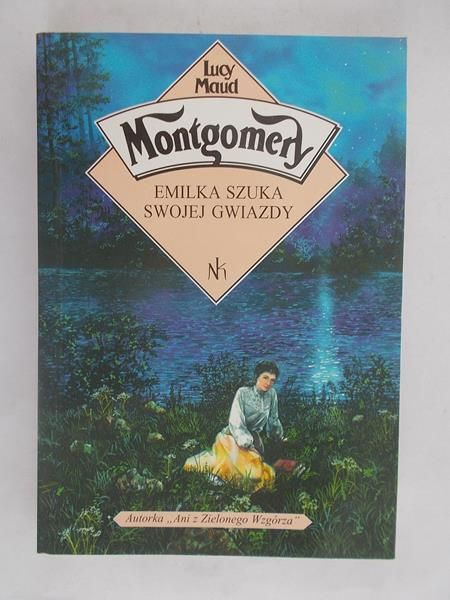 Lucy
Maud
Montgomery
EMILKA SZUKA
SWOJEJ GWIAZDY
NK
Autorka „Ani z Zielonego Wzgórza”